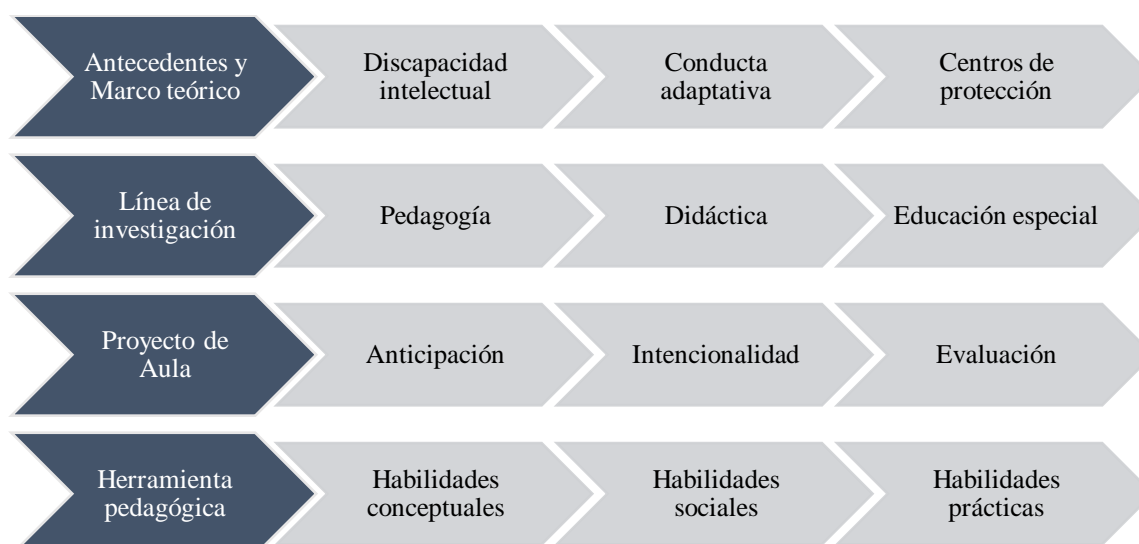 Antecedentes y
Marco teórico
Discapacidad
intelectual
Conducta
adaptativa
Centros de
protección
Línea de
investigación
Pedagogía
Didáctica
Educación especial
Proyecto de
Aula
Anticipación
Intencionalidad
Evaluación
Herramienta
pedagógica
Habilidades
conceptuales
Habilidades
sociales
Habilidades
prácticas